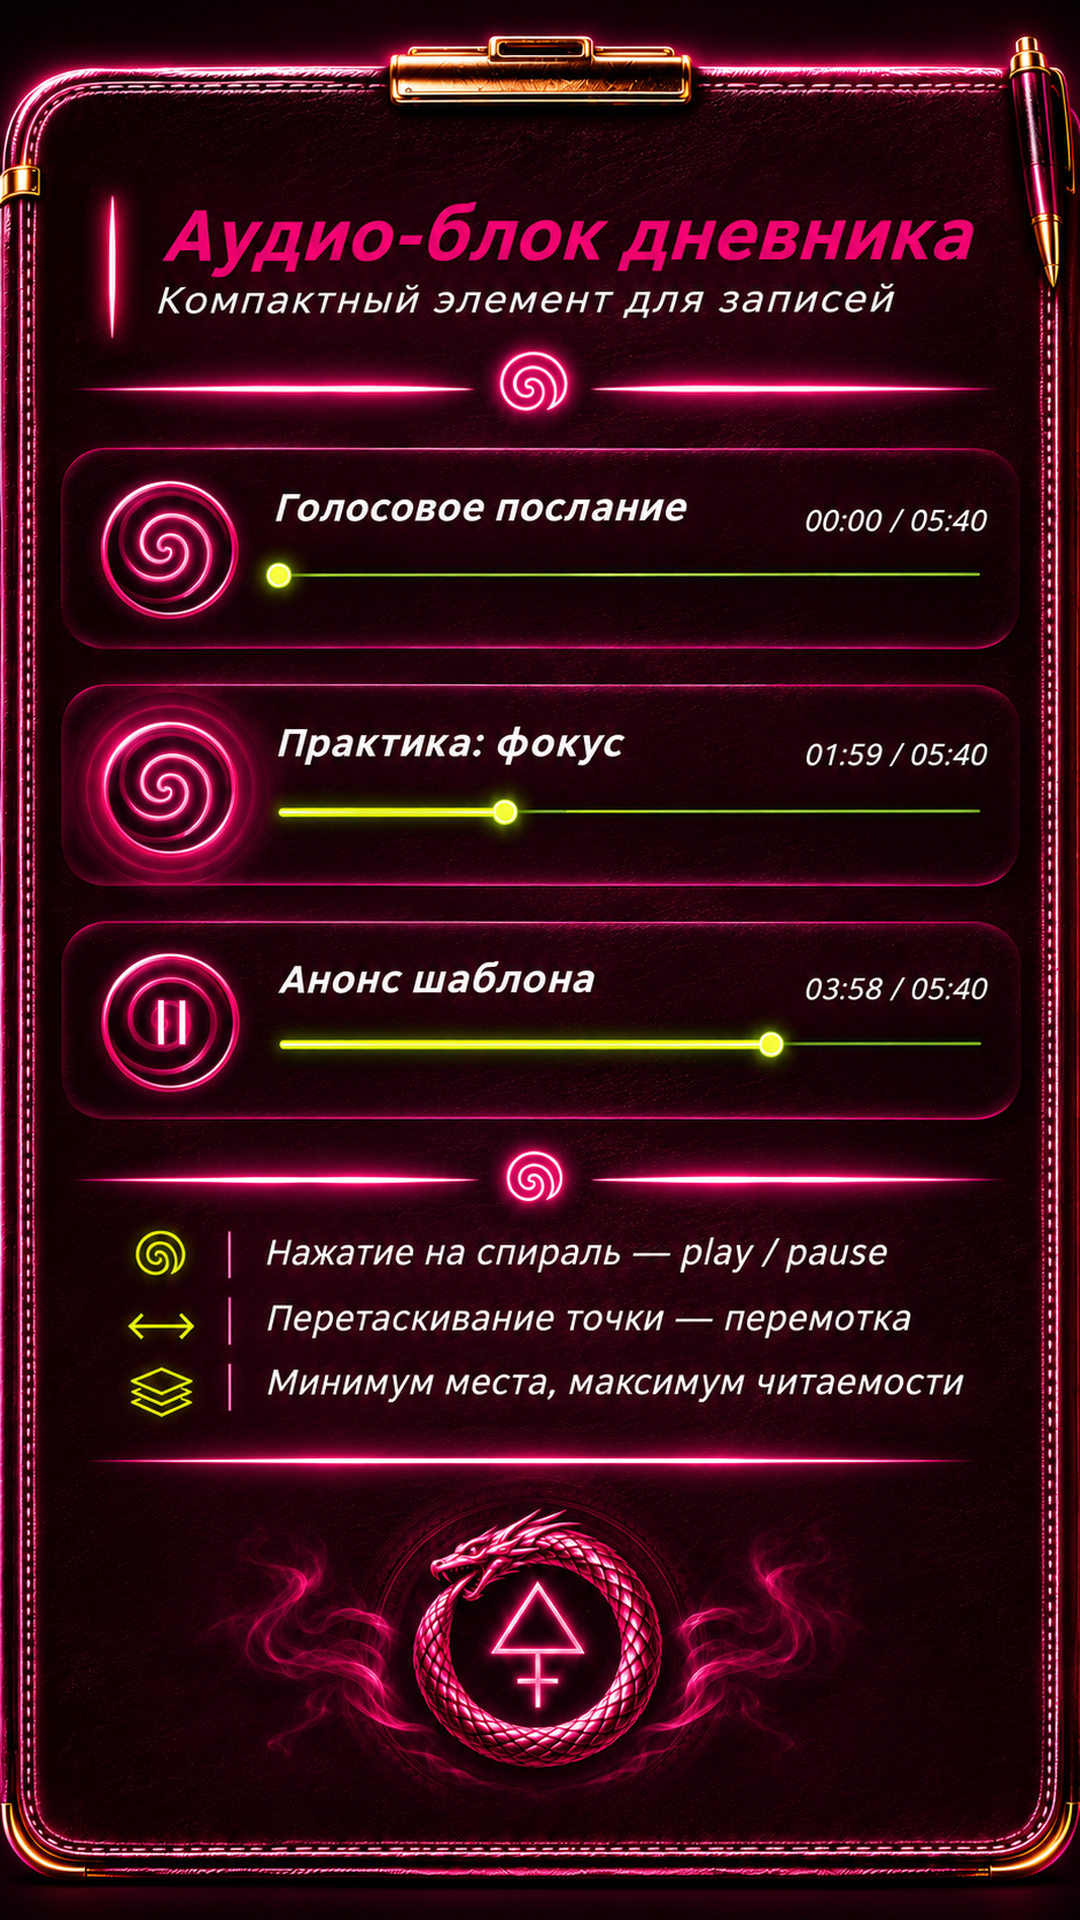 Аудио-блок дневника
Компактный элемент для записей
Голосовое послание
00:00 / 05:40
Практика: фокус
01:59 / 05:40
Анонс шаблона
03:58 / 05:40
Нажатие на спираль — play / pause
Перетаскивание точки — перемотка
Минимум места, максимум читаемости